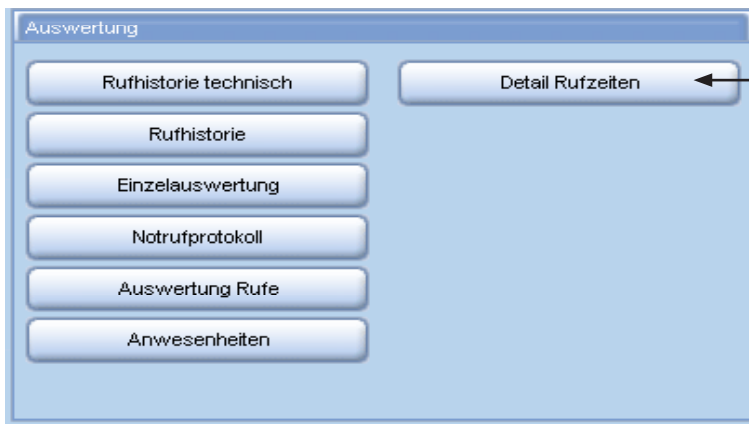 Auswertung
Rufhistorie technisch
Detail Rufzeiten
Rufhistorie
Einzelauswertung
Notrufprotokoll
Auswertung Rufe
Anwesenheiten